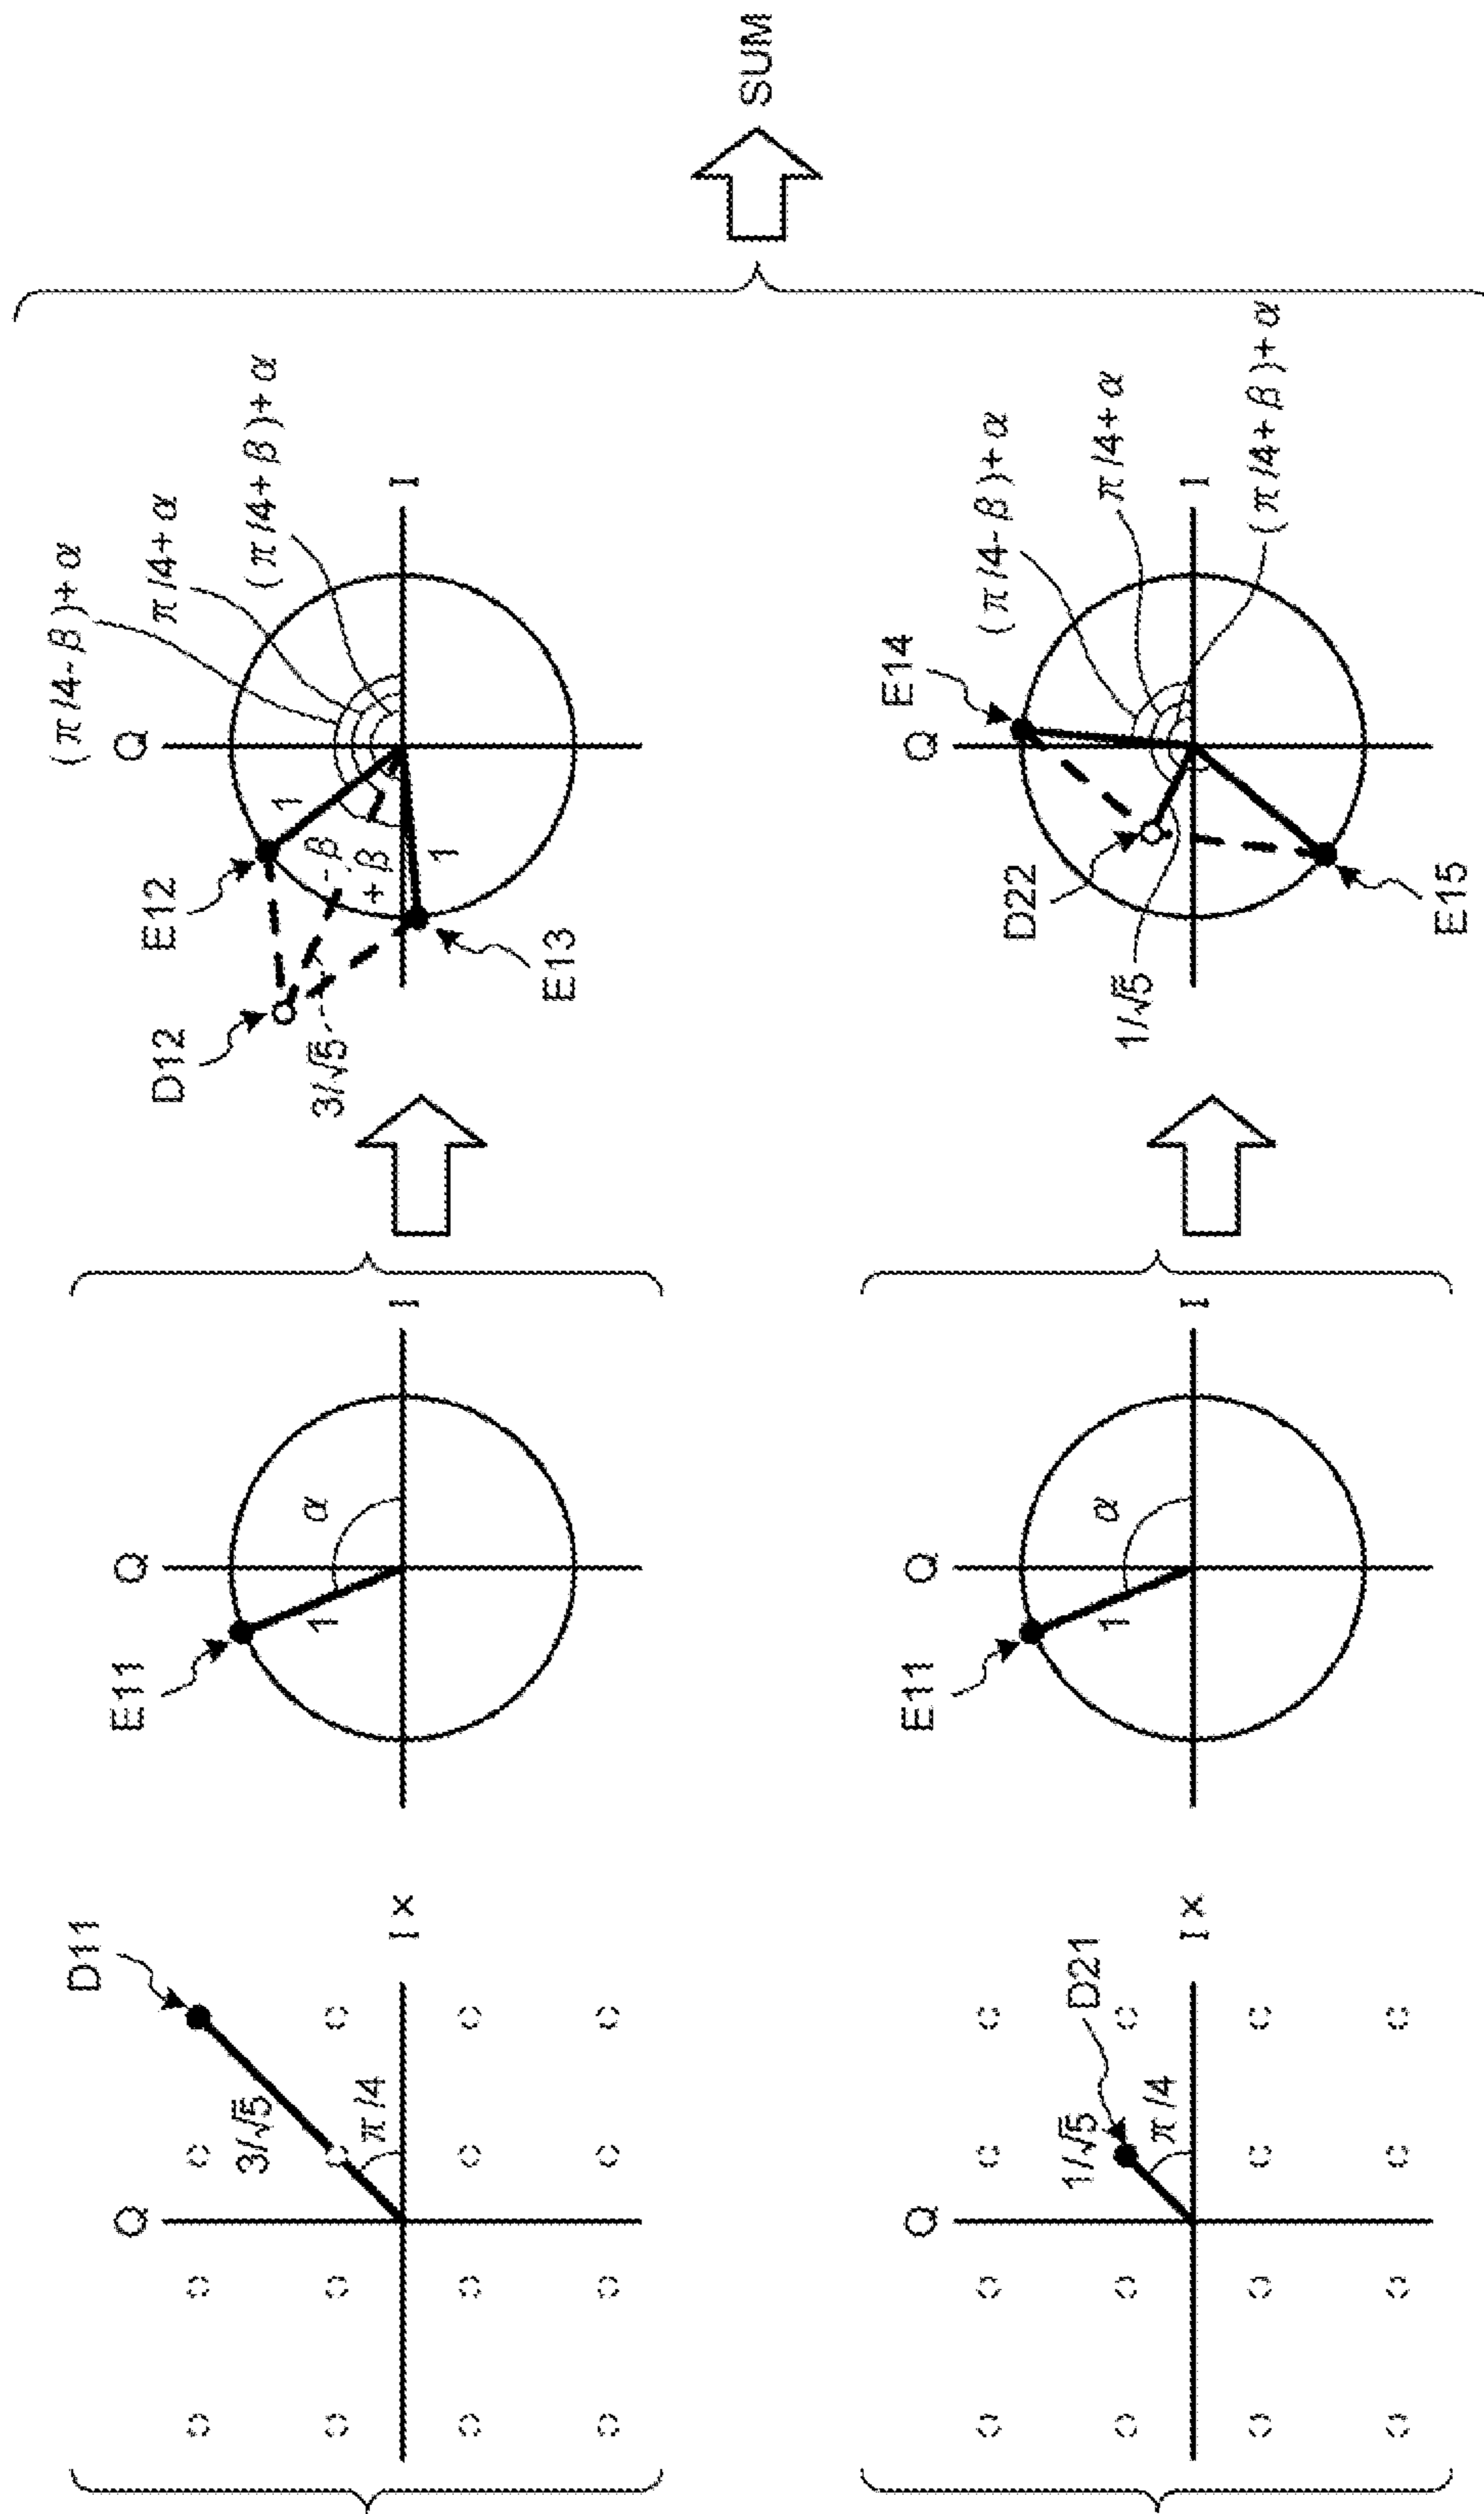 Q
D11
3/√5
π/4
I ×
Q
E11
1
α
I
D12
E12
Q
(π/4-β)+α
π/4+α
(π/4+β)+α
1
-β
+β
3/√5
1
I
E13
Q
D21
1/√5
π/4
I ×
Q
E11
1
α
I
Q
E14
(π/4-β)+α
π/4+α
D22
I
1/√5
(π/4+β)+α
E15
SUM